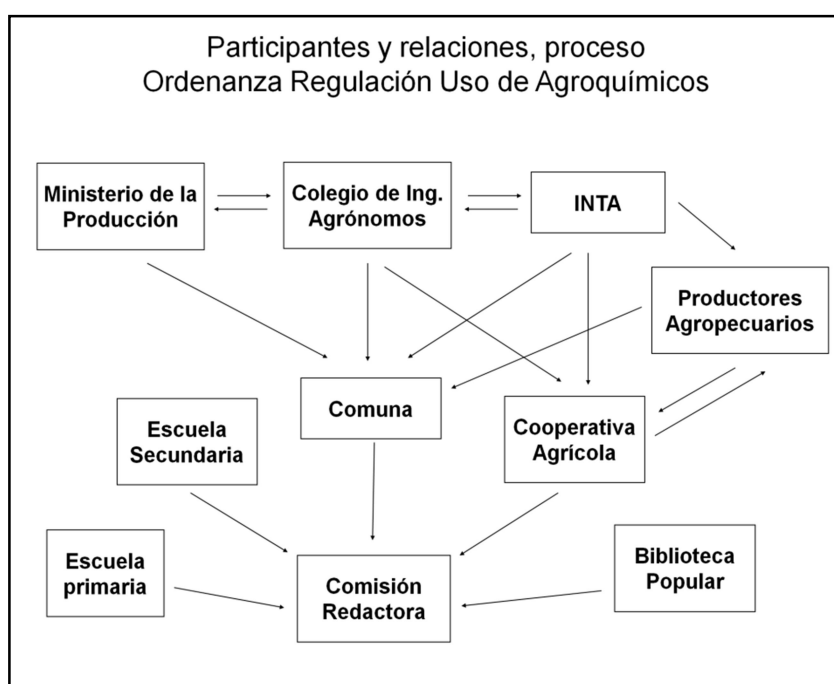 Participantes y relaciones, proceso
Ordenanza Regulación Uso de Agroquímicos
Ministerio de la
Producción
Colegio de Ing.
Agrónomos
INTA
Productores
Agropecuarios
Comuna
Cooperativa
Agrícola
Escuela
Secundaria
Escuela
primaria
Comisión
Redactora
Biblioteca
Popular